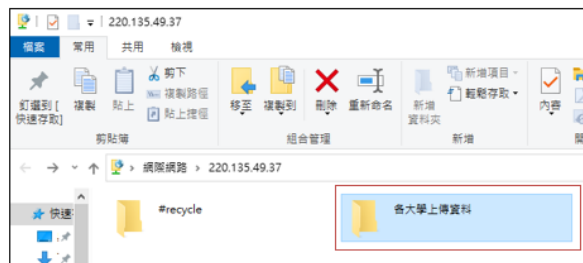 220.135.49.37
檔案 常用 共用 檢視
釘選到 [快速存取]
複製
貼上
剪下
複製路徑
貼上捷徑
剪貼簿
移至
複製到
刪除
重新命名
組合管理
新增資料夾
新增項目
輕鬆存取
新增
內容
網際網路 › 220.135.49.37
快速
#recycle
各大學上傳資料